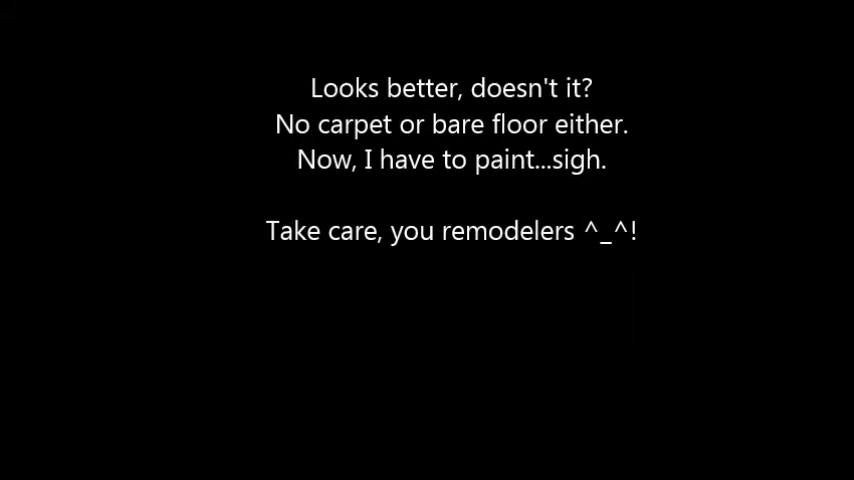 Looks better, doesn't it?
No carpet or bare floor either.
Now, I have to paint...sigh.
Take care, you remodelers ^_^!